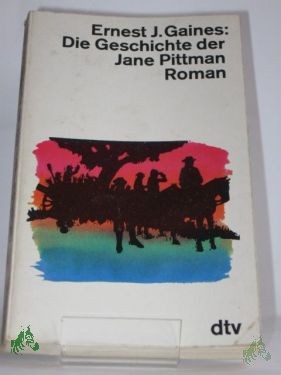 Ernest J. Gaines:
Die Geschichte der
Jane Pittman
Roman
dtv